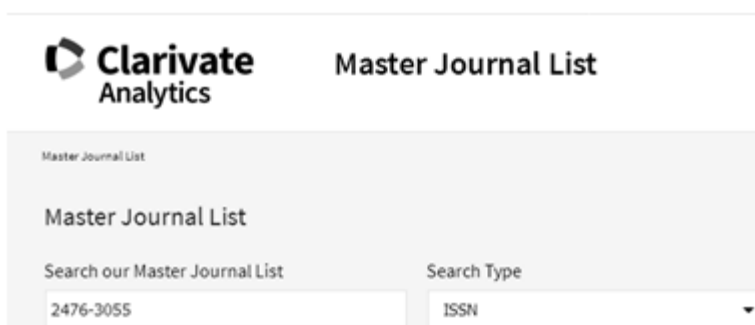 Clarivate
Analytics
Master Journal List
Master Journal List
Master Journal List
Search our Master Journal List
Search Type
2476-3055
ISSN